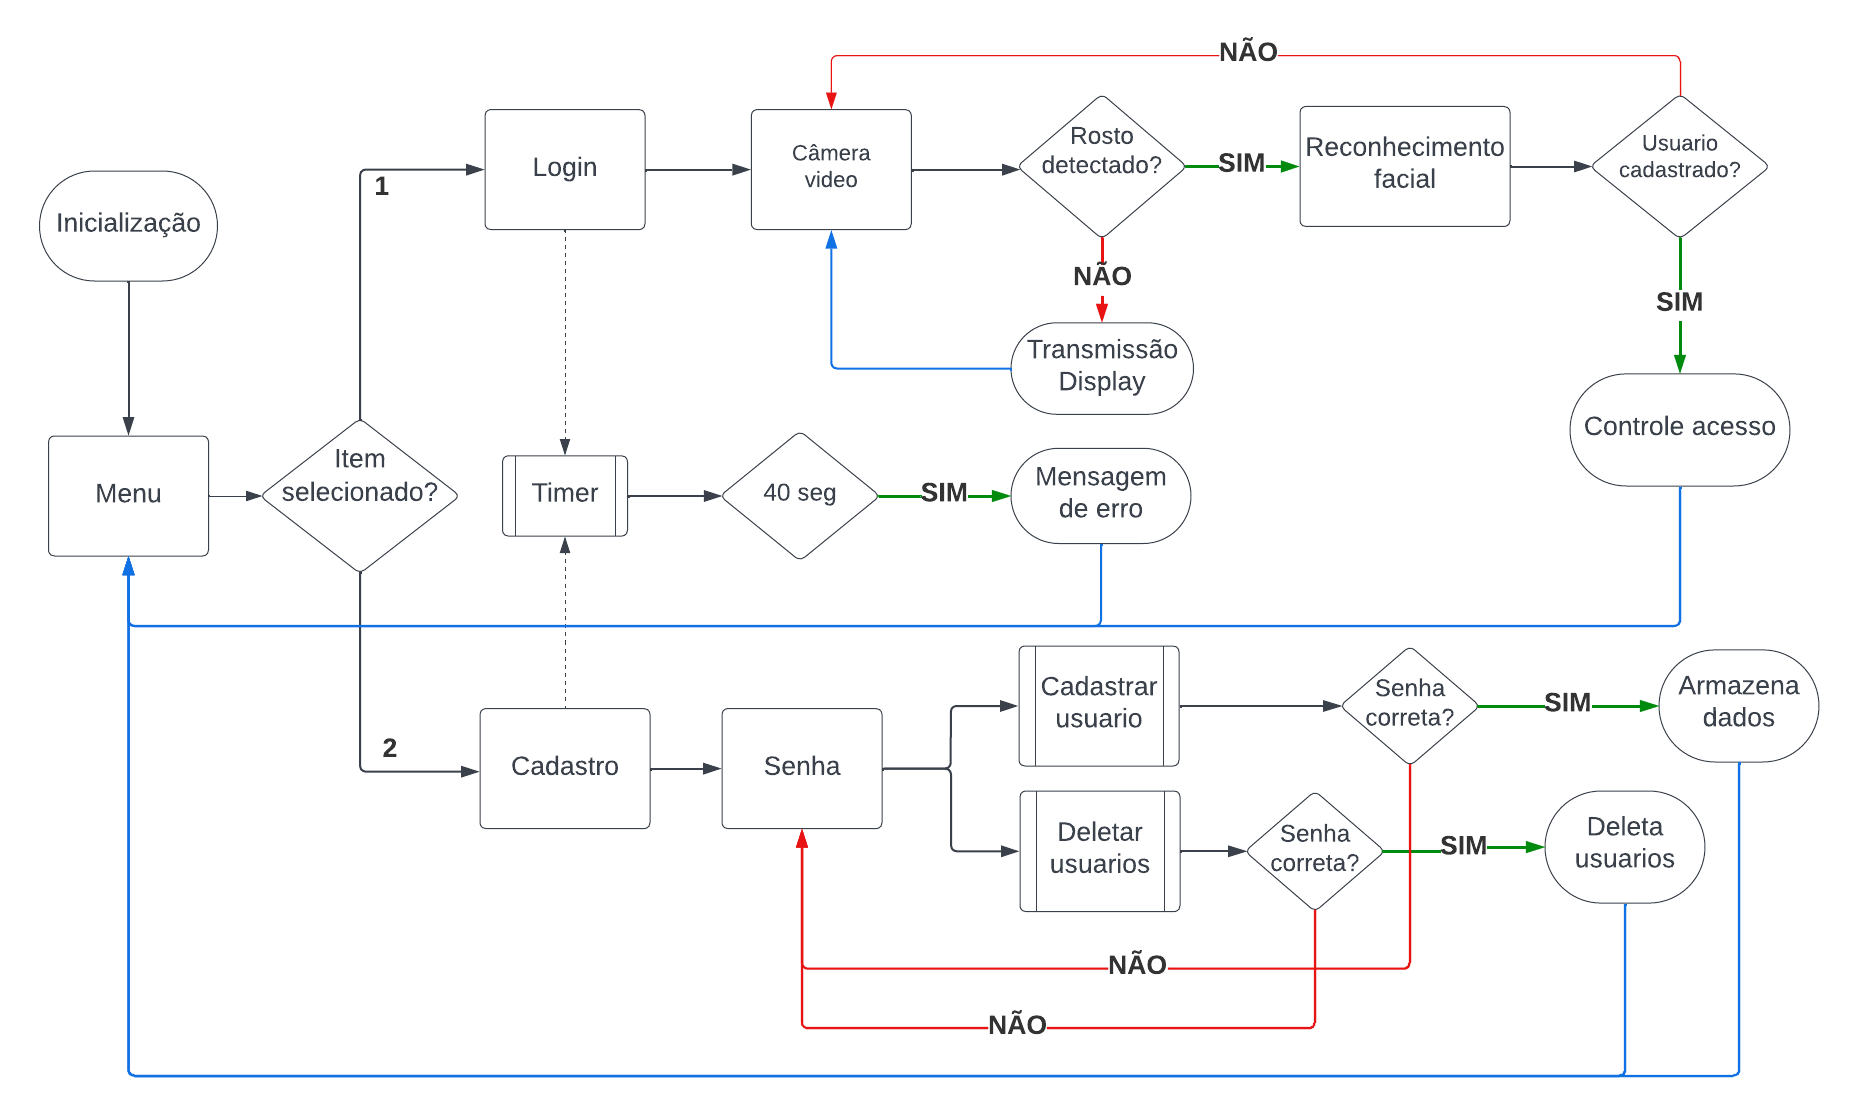 NÃO
Login
Câmera
video
Rosto
detectado?
SIM
Reconhecimento
facial
Usuario
cadastrado?
1
Inicialização
NÃO
SIM
Transmissão
Display
Controle acesso
Menu
Item
selecionado?
Timer
40 seg
SIM
Mensagem
de erro
2
Cadastro
Senha
Cadastrar
usuario
Senha
correta?
SIM
Armazena
dados
Deletar
usuarios
Senha
correta?
SIM
Deleta
usuarios
NÃO
NÃO